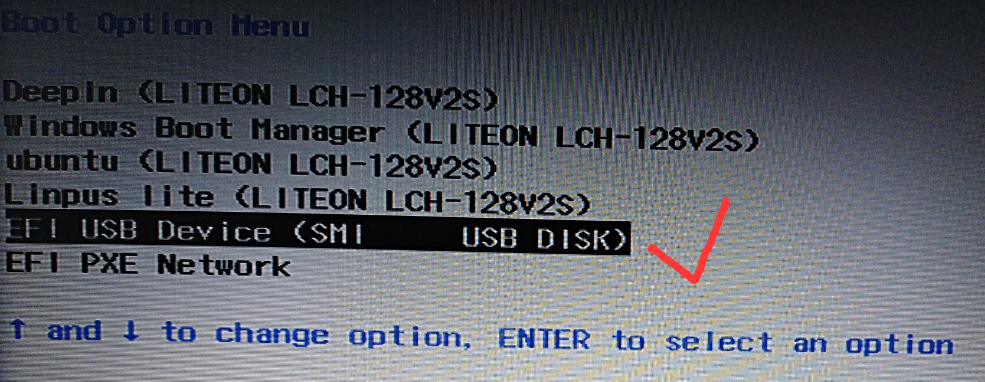 Boot Option Menu
Deepin (LITEON LCH-128V2S)
Windows Boot Manager (LITEON LCH-128V2S)
ubuntu (LITEON LCH-128V2S)
Linpus lite (LITEON LCH-128V2S)
EFI USB Device (SMI USB DISK)
EFI PXE Network
↑ and ↓ to change option, ENTER to select an option